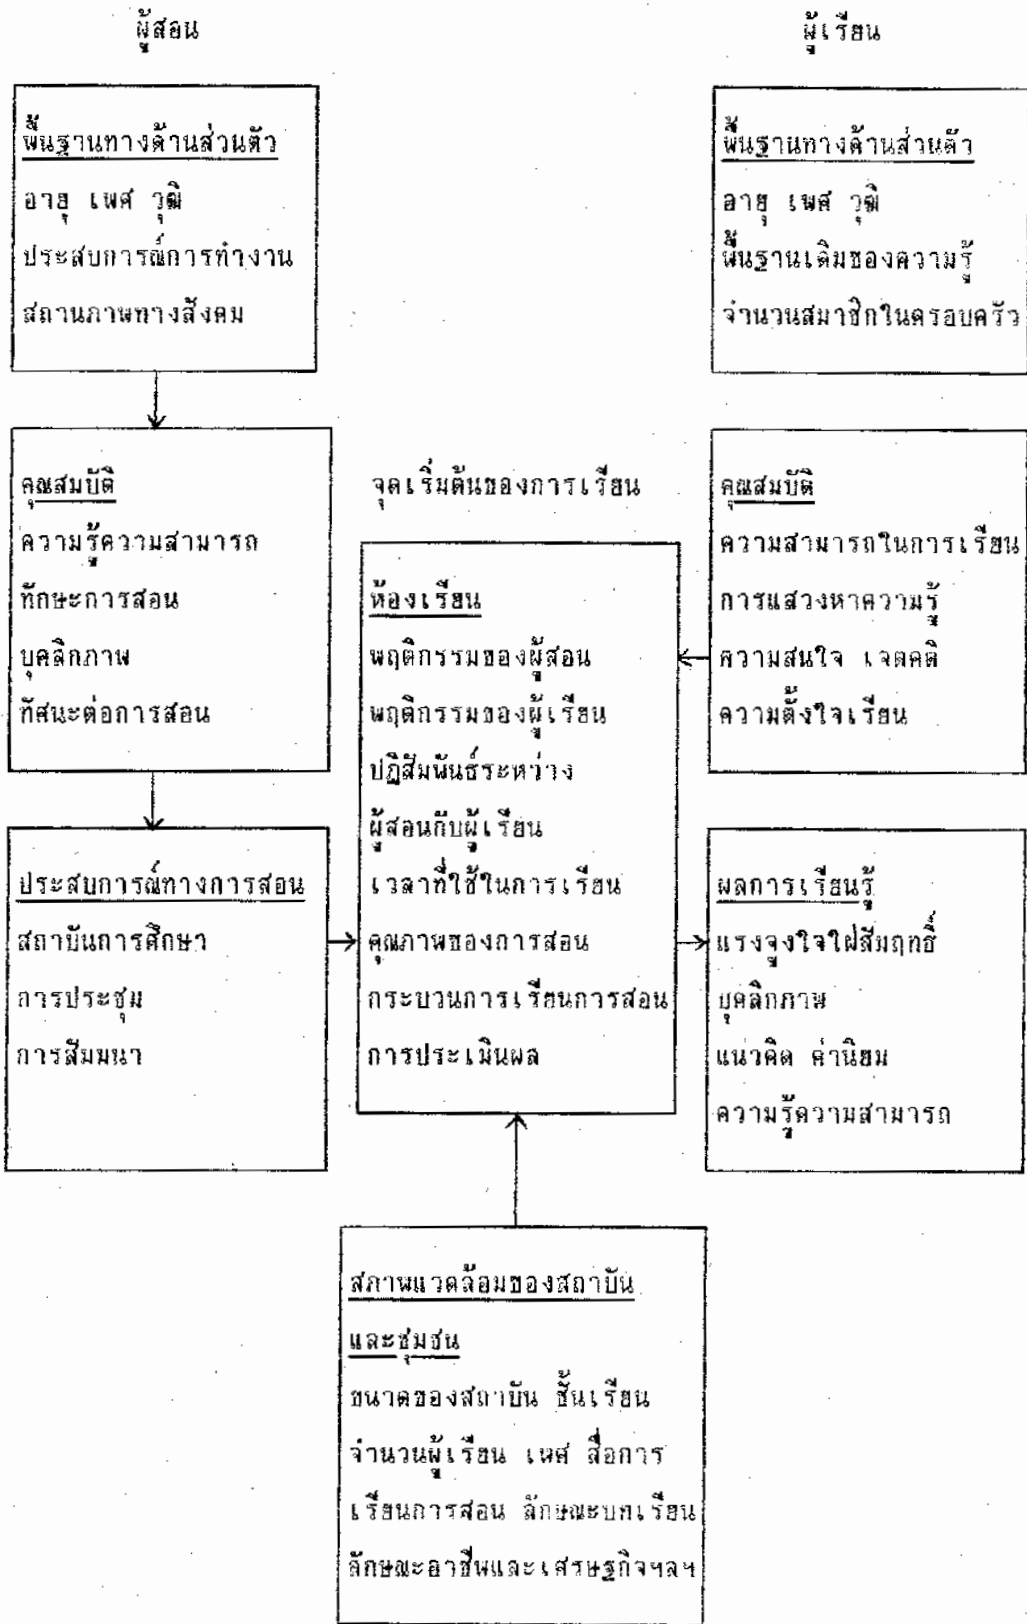 ผู้สอน
ผู้เรียน
พื้นฐานทางด้านส่วนตัว
อายุ เพศ วุฒิ
ประสบการณ์การทำงาน
สถานภาพทางสังคม
พื้นฐานทางด้านส่วนตัว
อายุ เพศ วุฒิ
พื้นฐานเดิมของความรู้
จำนวนสมาชิกในครอบครัว
คุณสมบัติ
ความรู้ความสามารถ
ทักษะการสอน
บุคลิกภาพ
ทัศนะต่อการสอน
จุดเริ่มต้นของการเรียน
ห้องเรียน
พฤติกรรมของผู้สอน
พฤติกรรมของผู้เรียน
ปฏิสัมพันธ์ระหว่าง
ผู้สอนกับผู้เรียน
เวลาที่ใช้ในการเรียน
คุณภาพของการสอน
กระบวนการเรียนการสอน
การประเมินผล
คุณสมบัติ
ความสามารถในการเรียน
การแสวงหาความรู้
ความสนใจ เจตคติ
ความตั้งใจเรียน
ประสบการณ์ทางการสอน
สถาบันการศึกษา
การประชุม
การสัมมนา
ผลการเรียนรู้
แรงจูงใจใฝ่สัมฤทธิ์
บุคลิกภาพ
แนวคิด ค่านิยม
ความรู้ความสามารถ
สภาพแวดล้อมของสถาบัน
และชุมชน
ขนาดของสถาบัน ชั้นเรียน
จำนวนผู้เรียน เพศ สื่อการ
เรียนการสอน ลักษณะบทเรียน
ลักษณะอาชีพและเศรษฐกิจฯลฯ